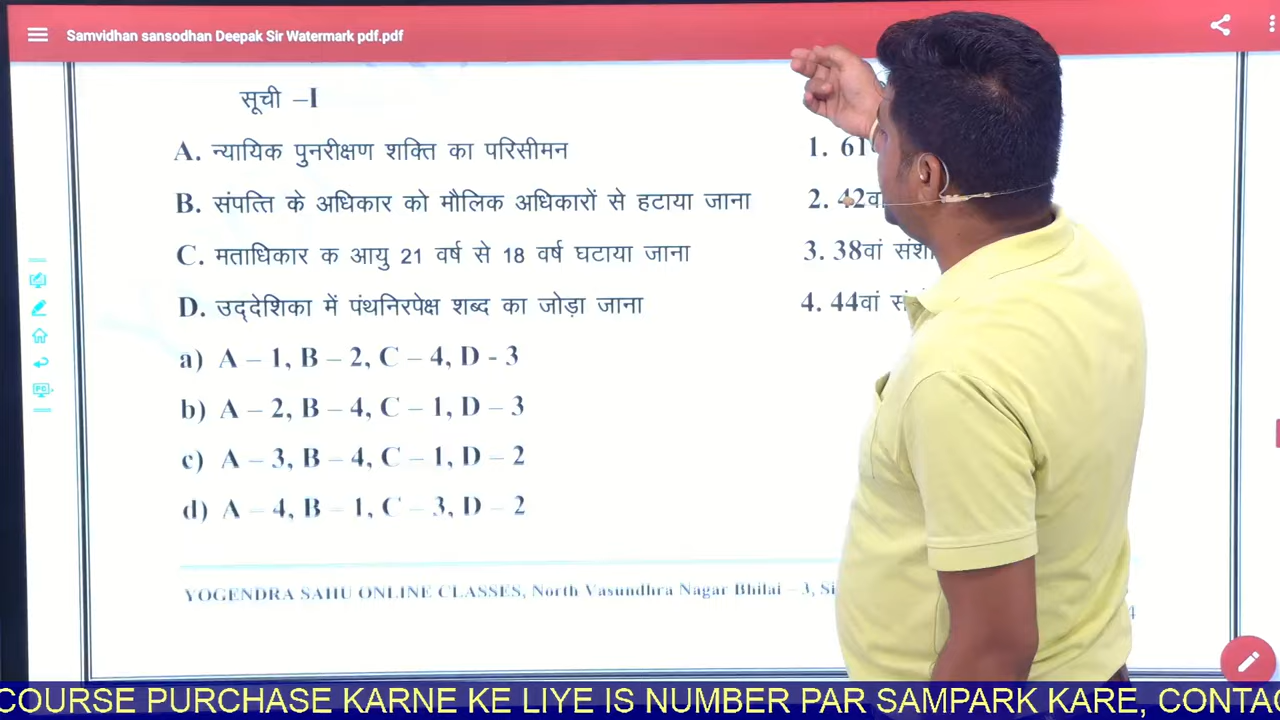 Samvidhan sansodhan Deepak Sir Watermark pdf.pdf
सूची –I
A. न्यायिक पुनरीक्षण शक्ति का परिसीमन 1. 61
B. संपत्ति के अधिकार को मौलिक अधिकारों से हटाया जाना 2. 42वां
C. मताधिकार क आयु 21 वर्ष से 18 वर्ष घटाया जाना 3. 38वां
D. उद्देशिका में पंथनिरपेक्ष शब्द का जोड़ा जाना 4. 44वां
a) A – 1, B – 2, C – 4, D - 3
b) A – 2, B – 4, C – 1, D – 3
c) A – 3, B – 4, C – 1, D – 2
d) A – 4, B – 1, C – 3, D – 2
YOGENDRA SAHU ONLINE CLASSES, North Vasundhra Nagar Bhilai – 3,
4
COURSE PURCHASE KARNE KE LIYE IS NUMBER PAR SAMPARK KARE,